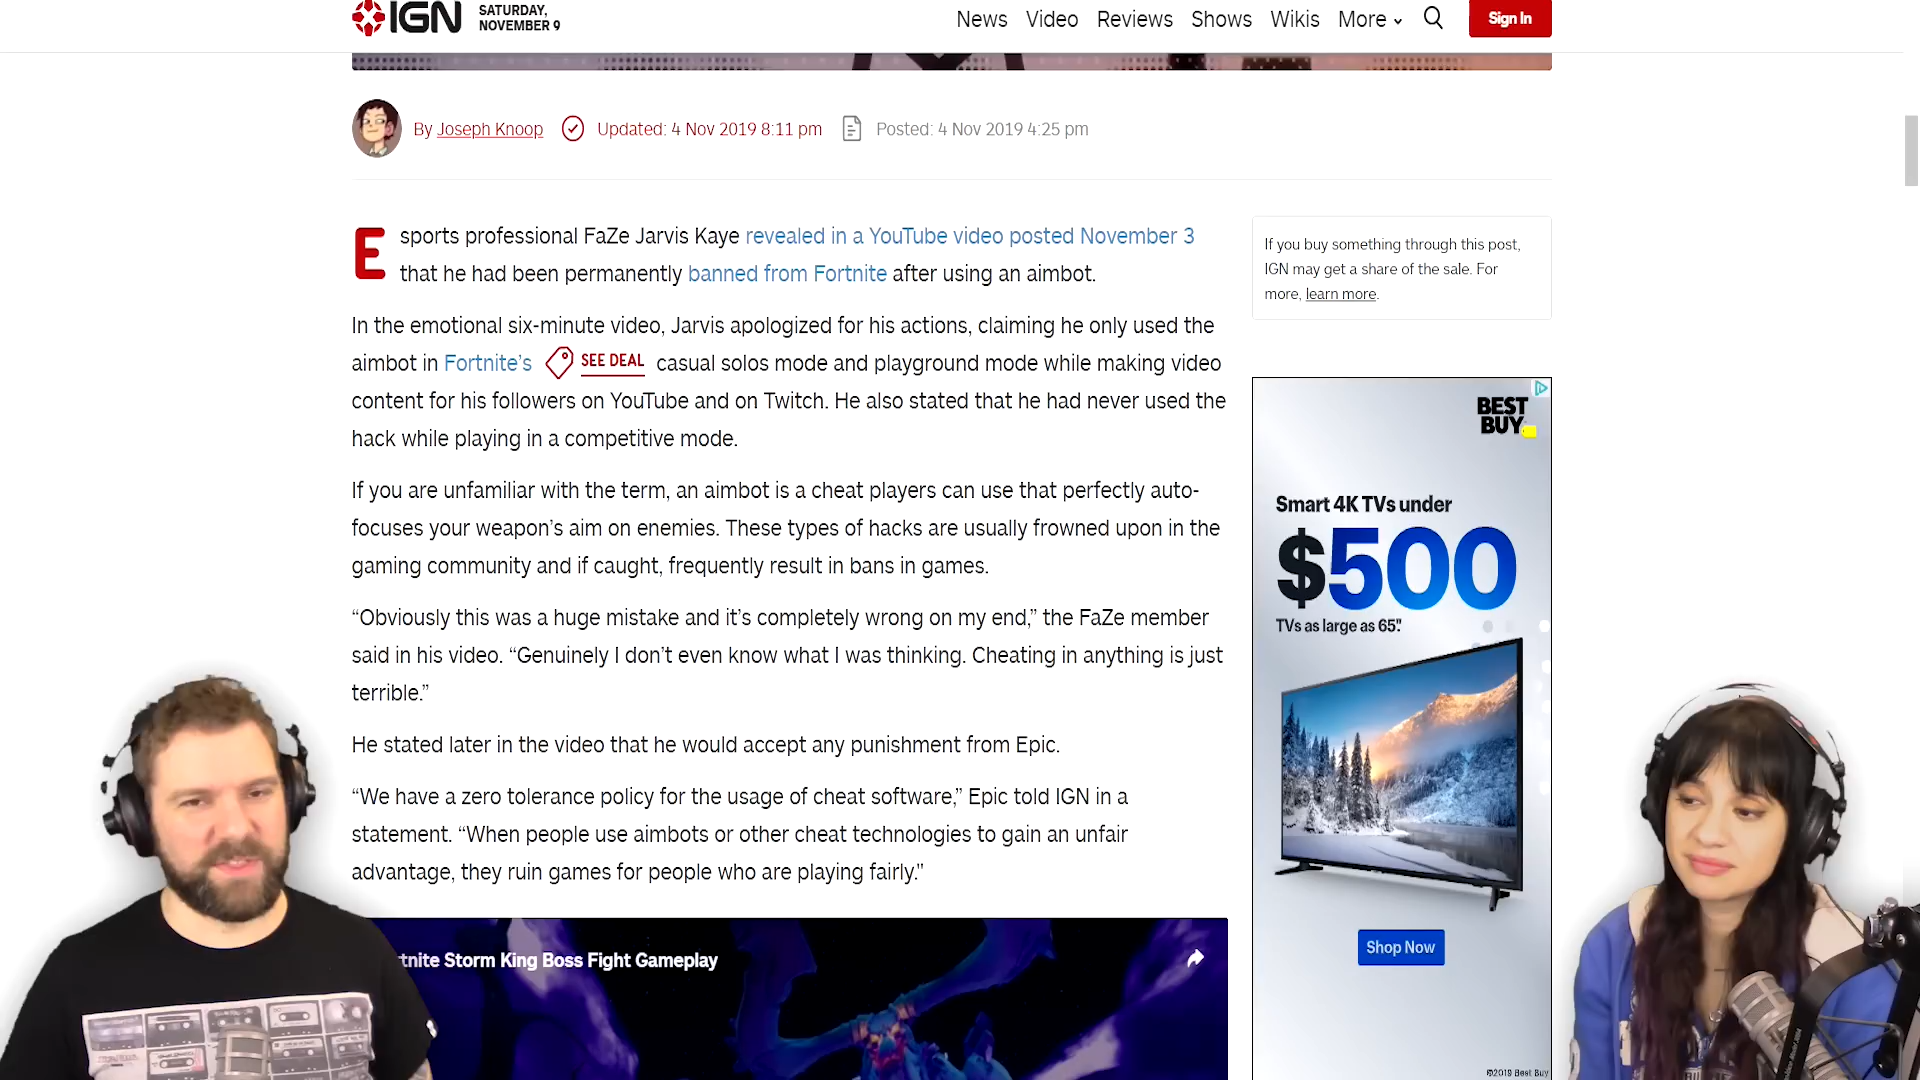 IGN
SATURDAY,
NOVEMBER 9
News Video Reviews Shows Wikis More
Sign In
By Joseph Knoop Updated: 4 Nov 2019 8:11 pm Posted: 4 Nov 2019 4:25 pm
Esports professional FaZe Jarvis Kaye revealed in a YouTube video posted November 3
that he had been permanently banned from Fortnite after using an aimbot.
In the emotional six-minute video, Jarvis apologized for his actions, claiming he only used the
aimbot in Fortnite’s SEE DEAL casual solos mode and playground mode while making video
content for his followers on YouTube and on Twitch. He also stated that he had never used the
hack while playing in a competitive mode.
If you are unfamiliar with the term, an aimbot is a cheat players can use that perfectly auto-
focuses your weapon’s aim on enemies. These types of hacks are usually frowned upon in the
gaming community and if caught, frequently result in bans in games.
“Obviously this was a huge mistake and it’s completely wrong on my end,” the FaZe member
said in his video. “Genuinely I don’t even know what I was thinking. Cheating in anything is just
terrible.”
He stated later in the video that he would accept any punishment from Epic.
“We have a zero tolerance policy for the usage of cheat software,” Epic told IGN in a
statement. “When people use aimbots or other cheat technologies to gain an unfair
advantage, they ruin games for people who are playing fairly.”
tnite Storm King Boss Fight Gameplay
If you buy something through this post,
IGN may get a share of the sale. For
more, learn more.
BEST
BUY
Smart 4K TVs under
$500
TVs as large as 65"
Shop Now
©2019 Best Buy